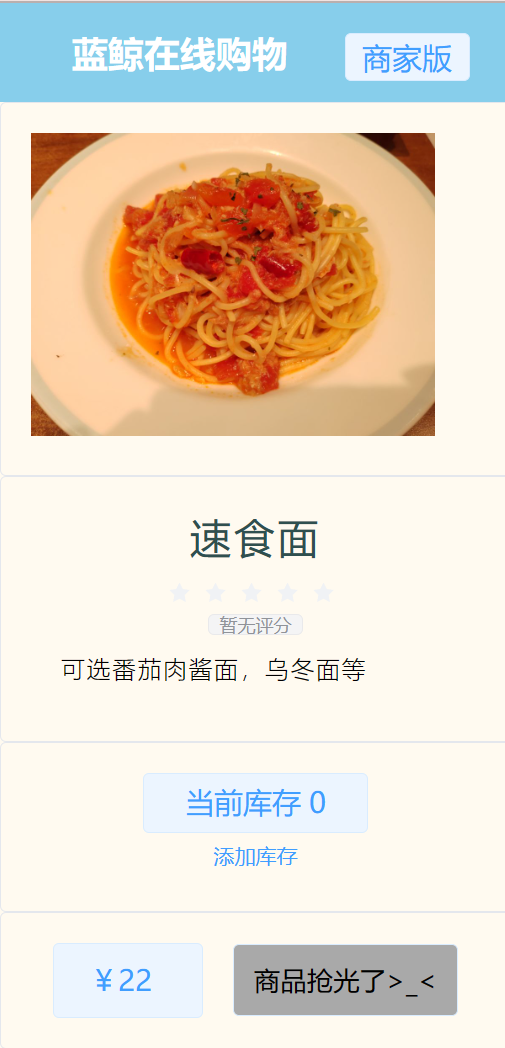 蓝鲸在线购物
商家版
速食面
暂无评分
可选番茄肉酱面，乌冬面等
当前库存 0
添加库存
¥ 22
商品抢光了>_<